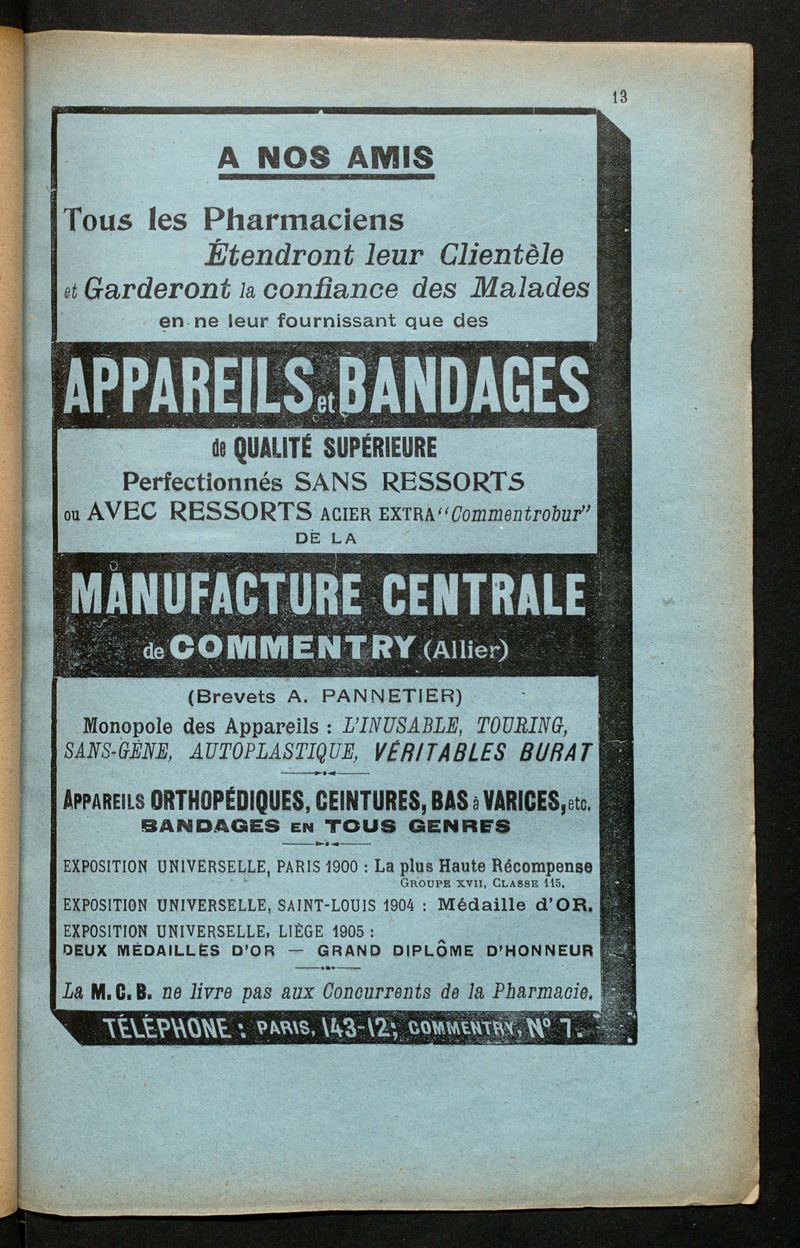 13
A NOS AMIS
Tous les Pharmaciens
Étendront leur Clientèle
et Garderont la confiance des Malades
en ne leur fournissant que des
APPAREILS et BANDAGES
de QUALITÉ SUPÉRIEURE
Perfectionnés SANS RESSORTS
ou AVEC RESSORTS ACIER EXTRA "Commentrobur"
DE LA
MANUFACTURE CENTRALE
de COMMENTRY (Allier)
(Brevets A. PANNETIER)
Monopole des Appareils : L'INUSABLE, TOURING,
SANS-GÈNE, AUTOPLASTIQUE, VÉRITABLES BURAT
APPAREILS ORTHOPÉDIQUES, CEINTURES, BAS à VARICES, etc.
BANDAGES EN TOUS GENRES
EXPOSITION UNIVERSELLE, PARIS 1900 : La plus Haute Récompense
GROUPE XVII, CLASSE 115.
EXPOSITION UNIVERSELLE, SAINT-LOUIS 1904 : Médaille d'OR.
EXPOSITION UNIVERSELLE, LIÈGE 1905 :
DEUX MÉDAILLES D'OR — GRAND DIPLÔME D'HONNEUR
La M.C.B. ne livre pas aux Concurrents de la Pharmacie.
TÉLÉPHONE : PARIS, 143-12; COMMENTRY, Nº 7.